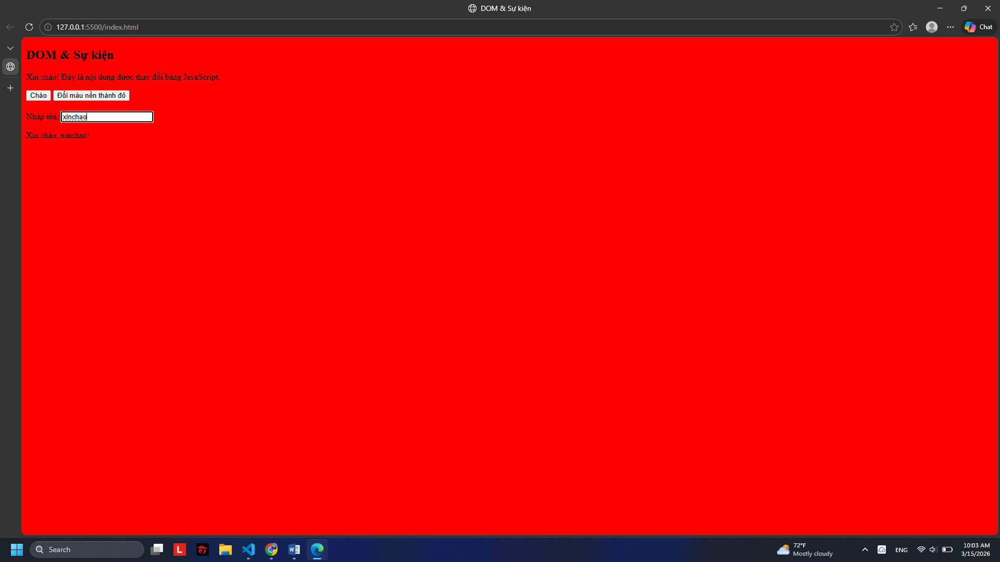 DOM & Sự kiện
127.0.0.1:5500/index.html
Chat
DOM & Sự kiện
Xin chào! Đây là nội dung được thay đổi bằng JavaScript.
Chào Đổi màu nền thành đỏ
Nhập tên: xinchao
Xin chào, xinchao!
Search
L
W
72°F
Mostly cloudy
ENG
10:03 AM
3/15/2026